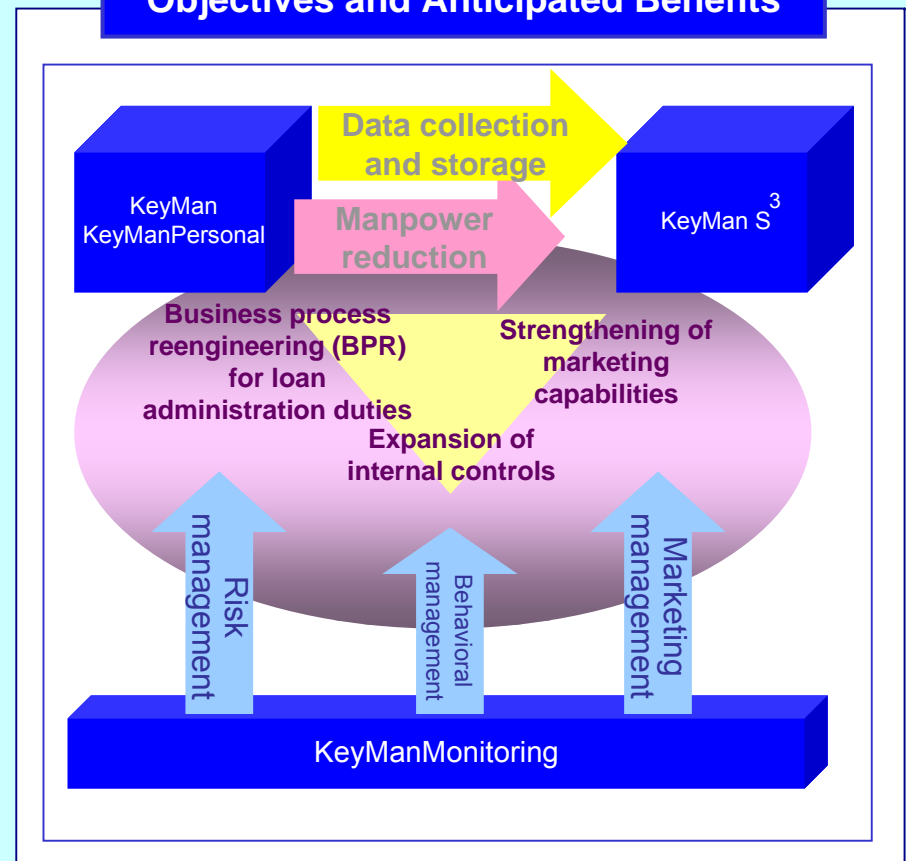 Objectives and Anticipated Benefits
Data collection
and storage
KeyMan
KeyManPersonal
KeyMan S3
Manpower
reduction
Business process
reengineering (BPR)
for loan
administration duties
Strengthening of
marketing
capabilities
Expansion of
internal controls
Risk
management
Behavioral
management
Marketing
management
KeyManMonitoring